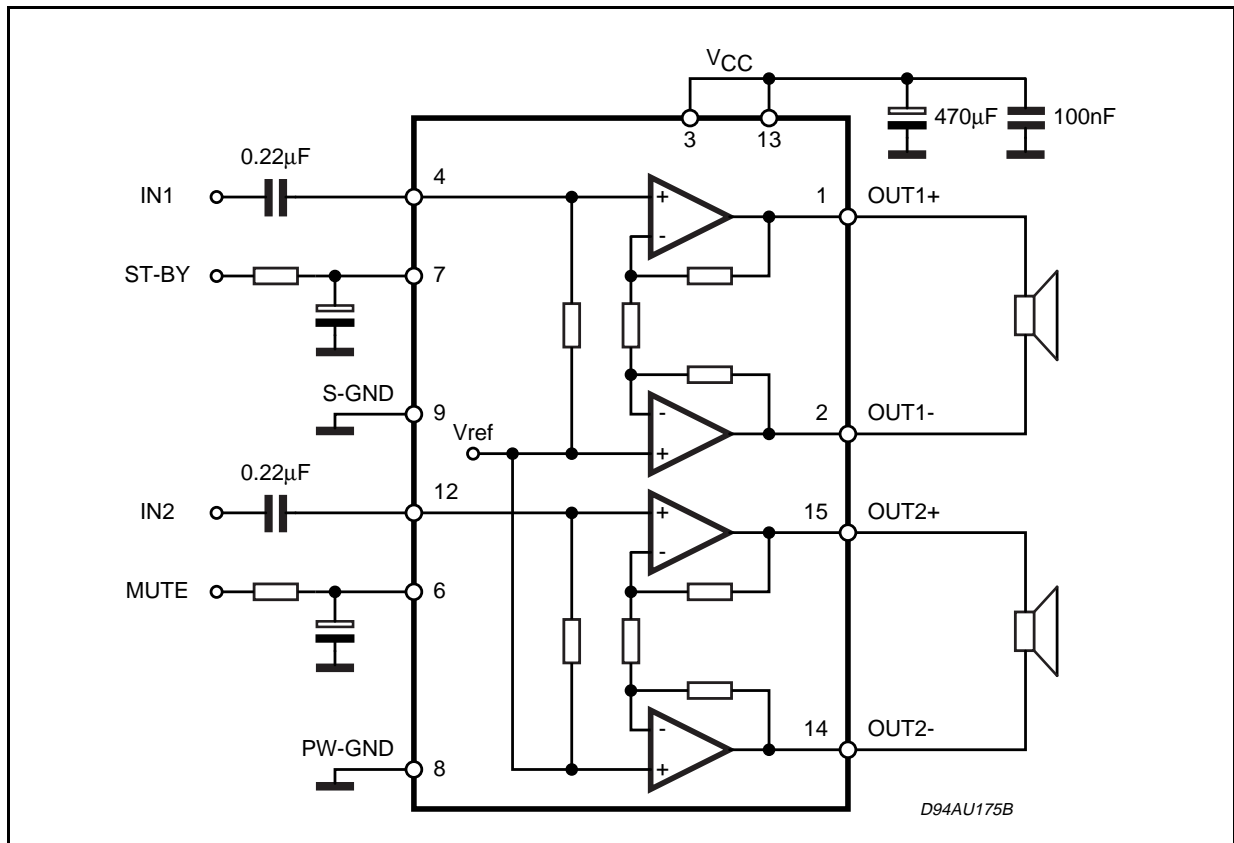 VCC
470µF
100nF
3
13
0.22µF
IN1
4
+
-
1
OUT1+
ST-BY
7
S-GND
9
-
+
2
OUT1-
Vref
0.22µF
IN2
12
+
-
15
OUT2+
MUTE
6
PW-GND
8
-
+
14
OUT2-
D94AU175B